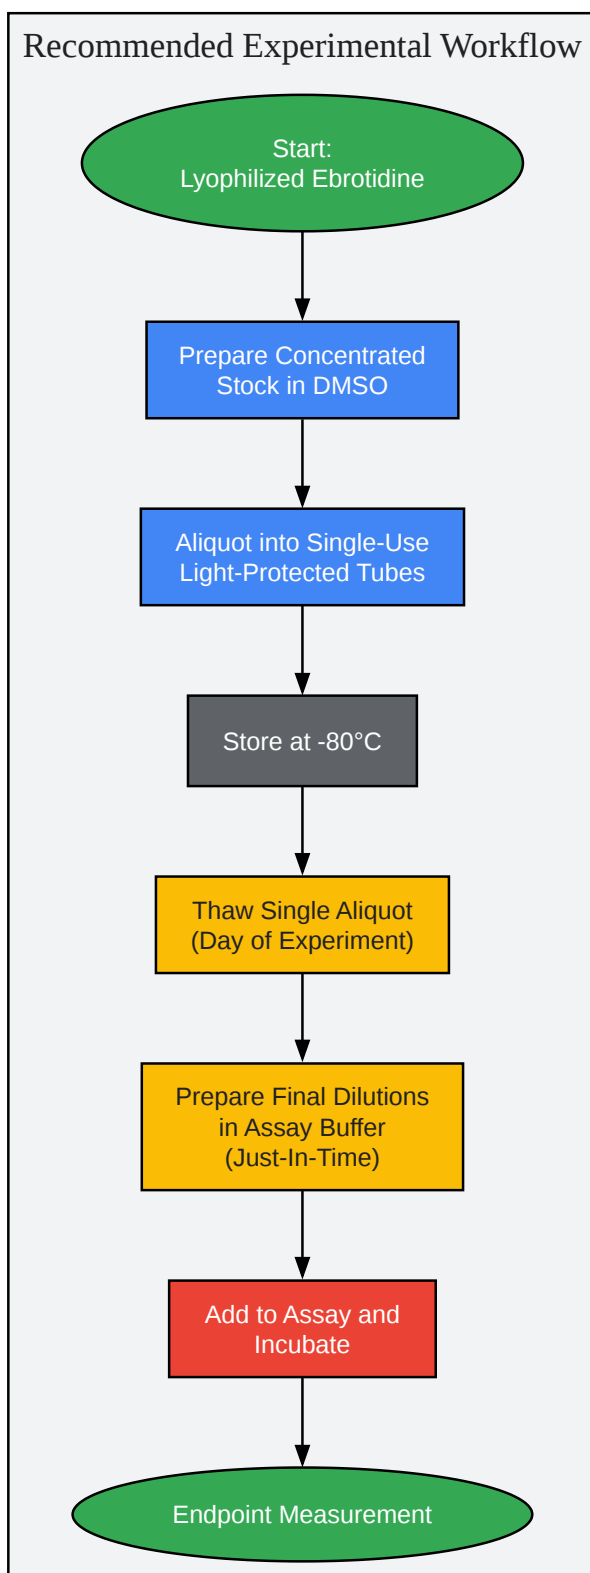 Recommended Experimental Workflow
Start:
Lyophilized Ebrotidine
Prepare Concentrated
Stock in DMSO
Aliquot into Single-Use
Light-Protected Tubes
Store at -80°C
Thaw Single Aliquot
(Day of Experiment)
Prepare Final Dilutions
in Assay Buffer
(Just-In-Time)
Add to Assay and
Incubate
Endpoint Measurement